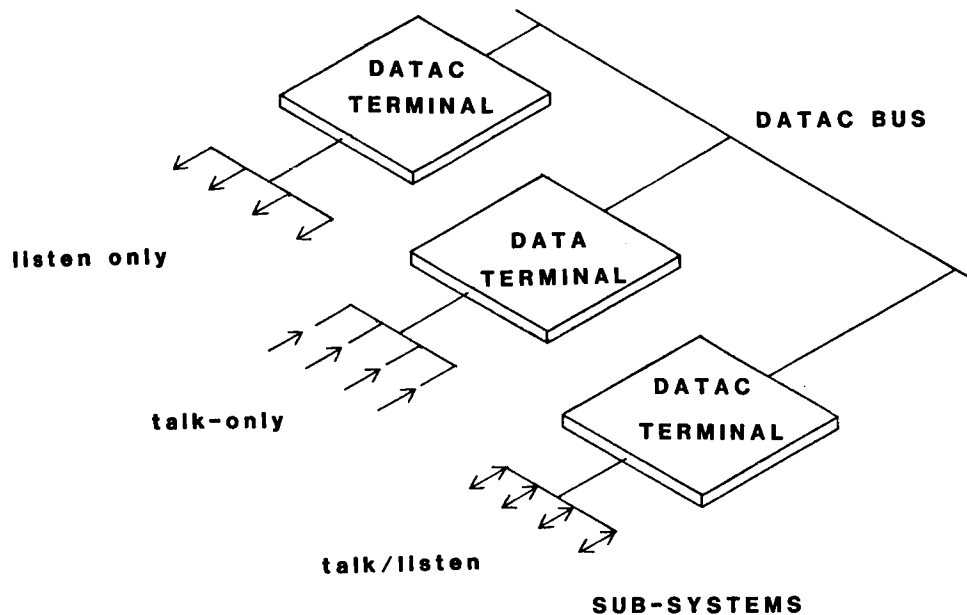 DATAC
TERMINAL
DATAC BUS
listen only
DATA
TERMINAL
talk-only
DATAC
TERMINAL
talk/listen
SUB-SYSTEMS